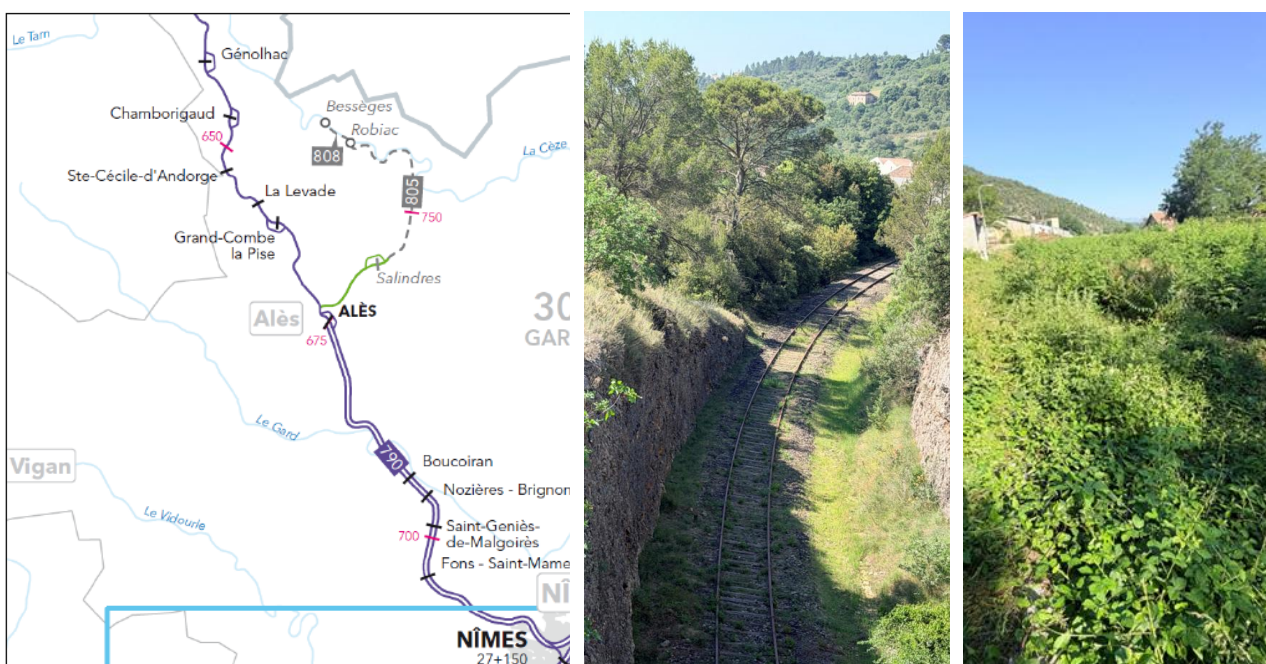 Le Tarn
Génolhac
Chamborigaud
650
Bessèges
Robiac
808
La Cèze
Ste-Cécile-d'Andorge
La Levade
805
750
Grand-Combe
la Pise
Salindres
Alès
ALÈS
675
30
GAR
Le Gard
790
Vigan
Boucoiran
Nozières - Brignon
Le Vidourle
Saint-Geniès-
de-Malgoirès
700
Fons - Saint-Mame
NÎ
NÎMES
27+150